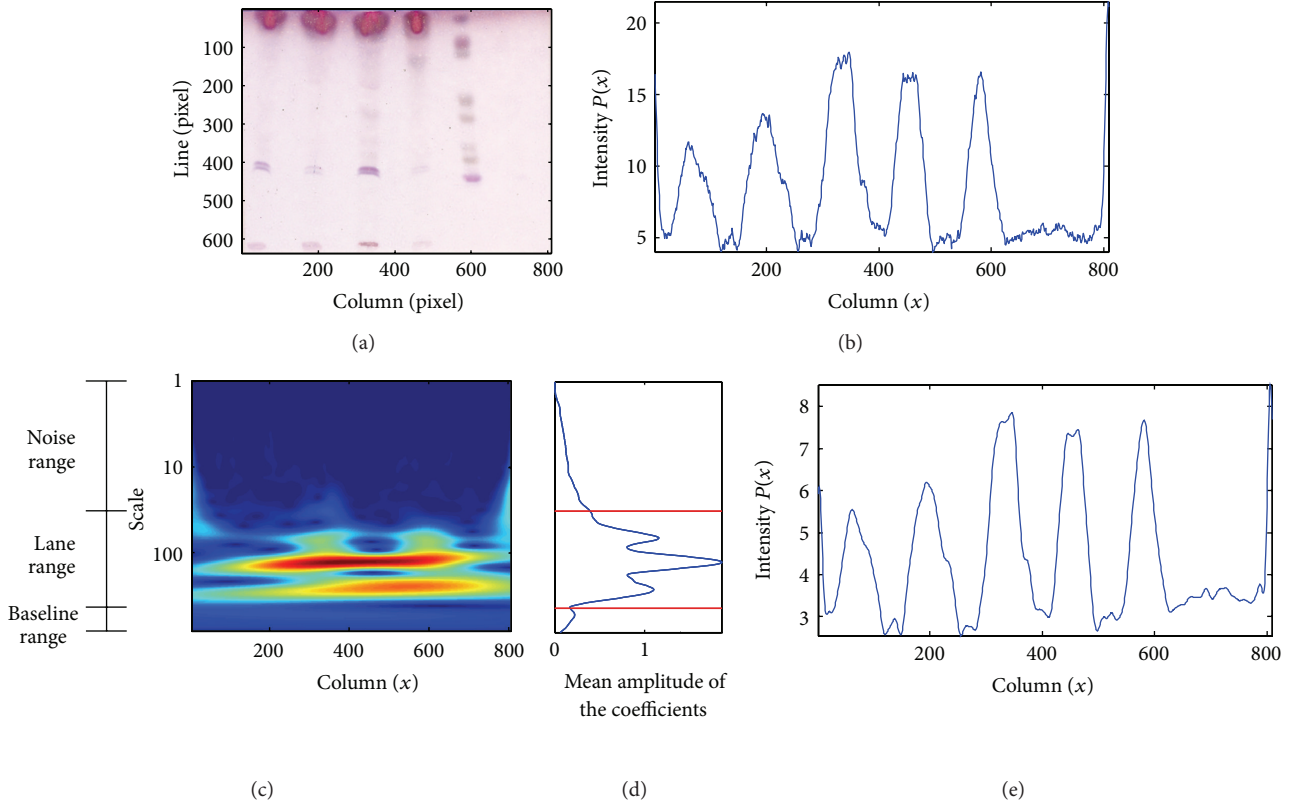 100
200
300
400
500
600
Line (pixel)
200 400 600 800
Column (pixel)
(a)
20
15
10
5
Intensity P(x)
200 400 600 800
Column (x)
(b)
Noise
range
Lane
range
Baseline
range
1
10
100
Scale
200 400 600 800
Column (x)
(c)
0 1
Mean amplitude of
the coefficients
(d)
8
7
6
5
4
3
Intensity P(x)
200 400 600 800
Column (x)
(e)